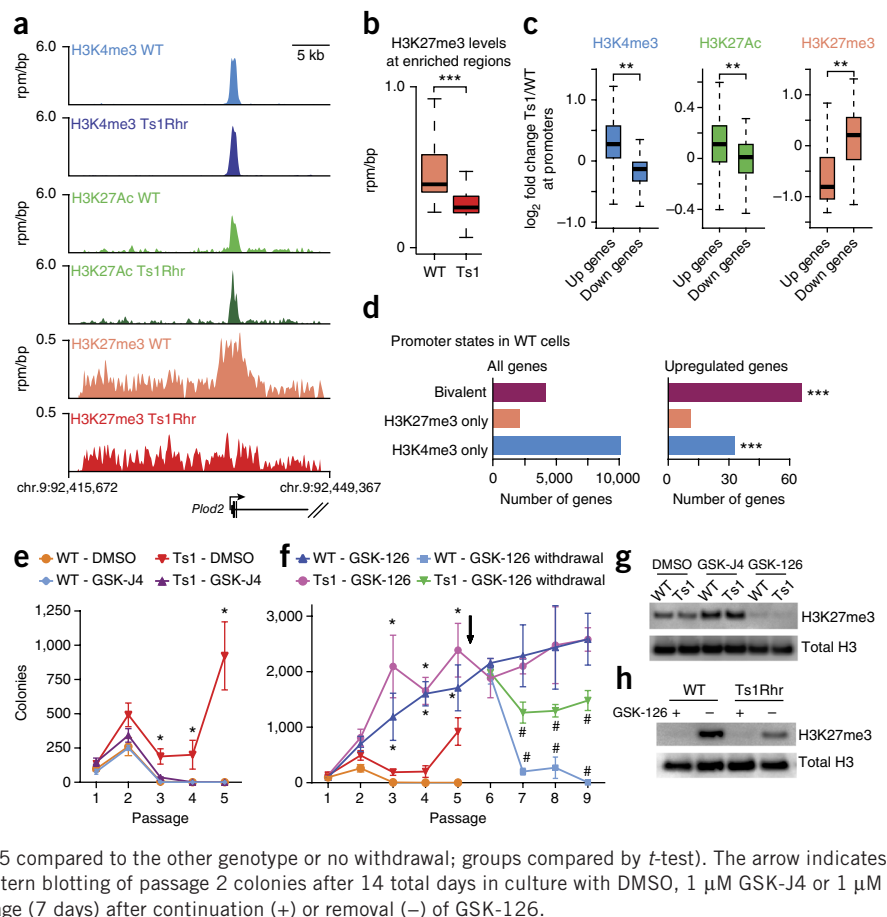 a
6.0
H3K4me3 WT
5 kb
rpm/bp
6.0
H3K4me3 Ts1Rhr
6.0
H3K27Ac WT
rpm/bp
6.0
H3K27Ac Ts1Rhr
0.5
H3K27me3 WT
rpm/bp
0.5
H3K27me3 Ts1Rhr
chr.9:92,415,672
chr.9:92,449,367
Plod2
b
H3K27me3 levels
at enriched regions
***
1.0
rpm/bp
0
WT
Ts1
c
H3K4me3
H3K27Ac
H3K27me3
log2 fold change Ts1/WT
at promoters
**
1.0
0
–1.0
Up genes
Down genes
**
0.4
0
–0.4
Up genes
Down genes
**
1.0
0
–1.0
Up genes
Down genes
d
Promoter states in WT cells
All genes
Upregulated genes
Bivalent
***
H3K27me3 only
H3K4me3 only
***
0 5,000 10,000
Number of genes
0 30 60
Number of genes
e
WT - DMSO
Ts1 - DMSO
WT - GSK-J4
Ts1 - GSK-J4
Colonies
1,250
1,000
750
500
250
0
* * *
1 2 3 4 5
Passage
f
WT - GSK-126
WT - GSK-126 withdrawal
Ts1 - GSK-126
Ts1 - GSK-126 withdrawal
3,000
2,000
1,000
0
* * *
* *
* *
# # #
# # #
1 2 3 4 5 6 7 8 9
Passage
g
DMSO GSK-J4 GSK-126
WT Ts1 WT Ts1 WT Ts1
H3K27me3
Total H3
h
WT Ts1Rhr
GSK-126 + – + –
H3K27me3
Total H3
5 compared to the other genotype or no withdrawal; groups compared by t-test). The arrow indicates
tern blotting of passage 2 colonies after 14 total days in culture with DMSO, 1 µM GSK-J4 or 1 µM
ge (7 days) after continuation (+) or removal (–) of GSK-126.